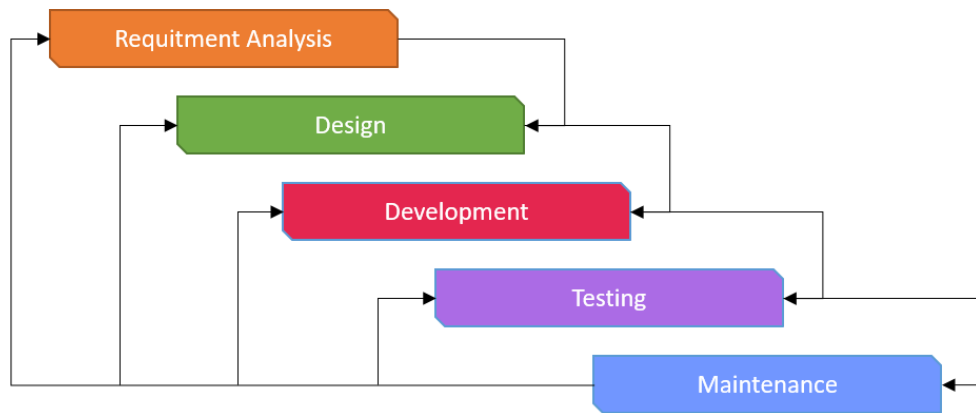 Requitment Analysis
Design
Development
Testing
Maintenance